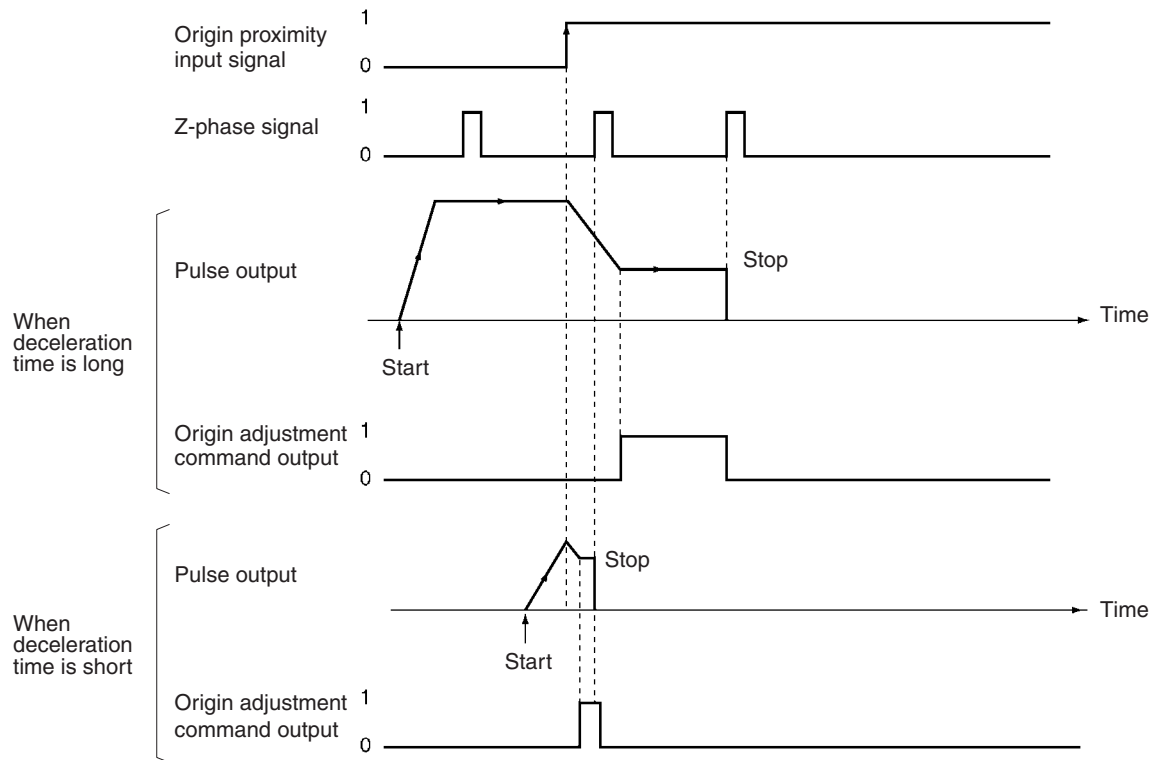 Origin proximity
input signal
1
0
Z-phase signal
1
0
Pulse output
Stop
Time
Start
When
deceleration
time is long
Origin adjustment
command output
1
0
Pulse output
Stop
Time
Start
When
deceleration
time is short
Origin adjustment
command output
1
0